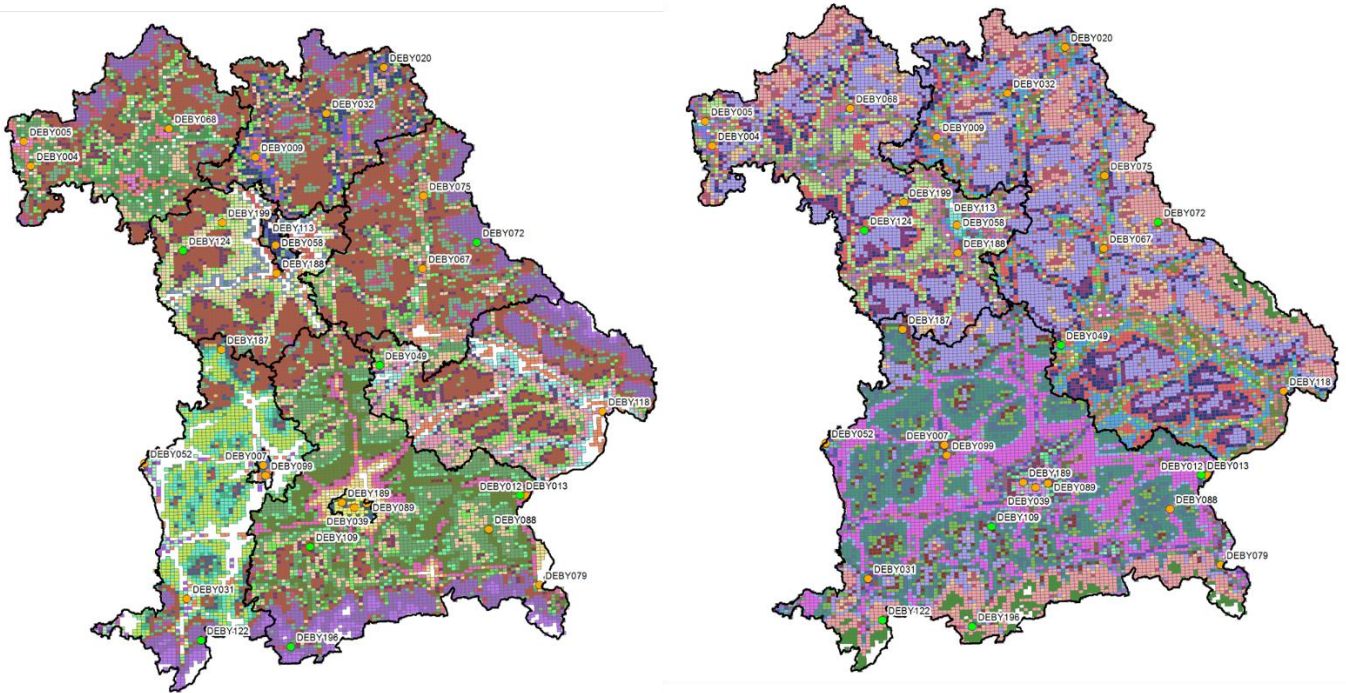 DEBY020
DEBY032
DEBY005
DEBY068
DEBY004
DEBY009
DEBY075
DEBY199
DEBY113
DEBY124
DEBY058
DEBY072
DEBY188
DEBY067
DEBY187
DEBY049
DEBY118
DEBY052
DEBY007
DEBY099
DEBY012
DEBY013
DEBY189
DEBY089
DEBY039
DEBY088
DEBY109
DEBY079
DEBY031
DEBY122
DEBY196
DEBY020
DEBY032
DEBY005
DEBY068
DEBY004
DEBY009
DEBY075
DEBY199
DEBY113
DEBY124
DEBY058
DEBY072
DEBY188
DEBY067
DEBY187
DEBY049
DEBY118
DEBY052
DEBY007
DEBY099
DEBY012
DEBY013
DEBY189
DEBY089
DEBY039
DEBY088
DEBY109
DEBY079
DEBY031
DEBY122
DEBY196